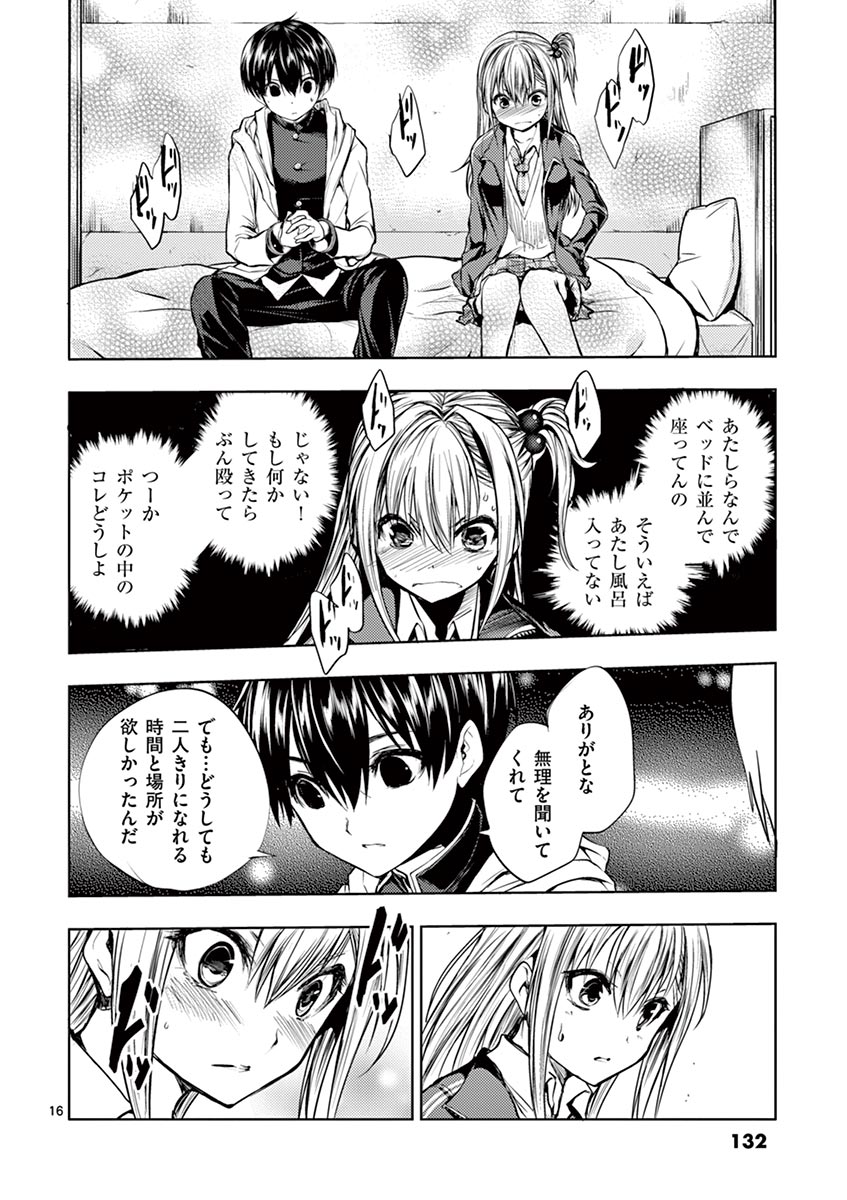 ドッ
ドッ
ドッ
ドッ
ドッ
あたしらなんで
ベッドに並んで
座ってんの
そういえば
あたし風呂
入ってない
じゃない！
もし何か
してきたら
ぶん殴って
つーか
ポケットの中の
コレどうしよ
ドッ
ドッ
ドッ
ドッ
ありがとな
無理を聞いて
くれて
でも…どうしても
二人きりになれる
時間と場所が
欲しかったんだ
ドッ
ドッ
16
132